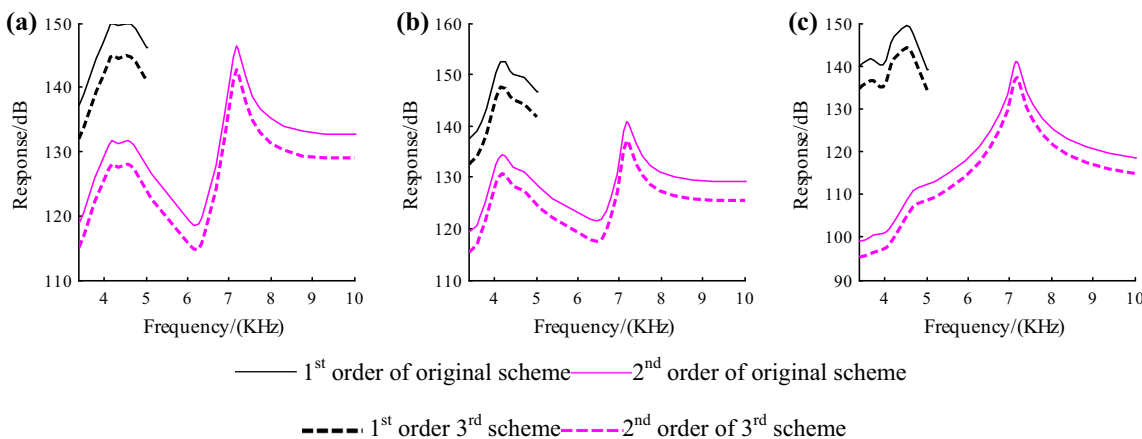 (a)
Response/dB
150
140
130
120
110
4 5 6 7 8 9 10
Frequency/(KHz)
(b)
Response/dB
160
150
140
130
120
110
4 5 6 7 8 9 10
Frequency/(KHz)
(c)
Response/dB
150
140
130
120
110
100
90
4 5 6 7 8 9 10
Frequency/(KHz)
1st order of original scheme 2nd order of original scheme
1st order 3rd scheme 2nd order of 3rd scheme